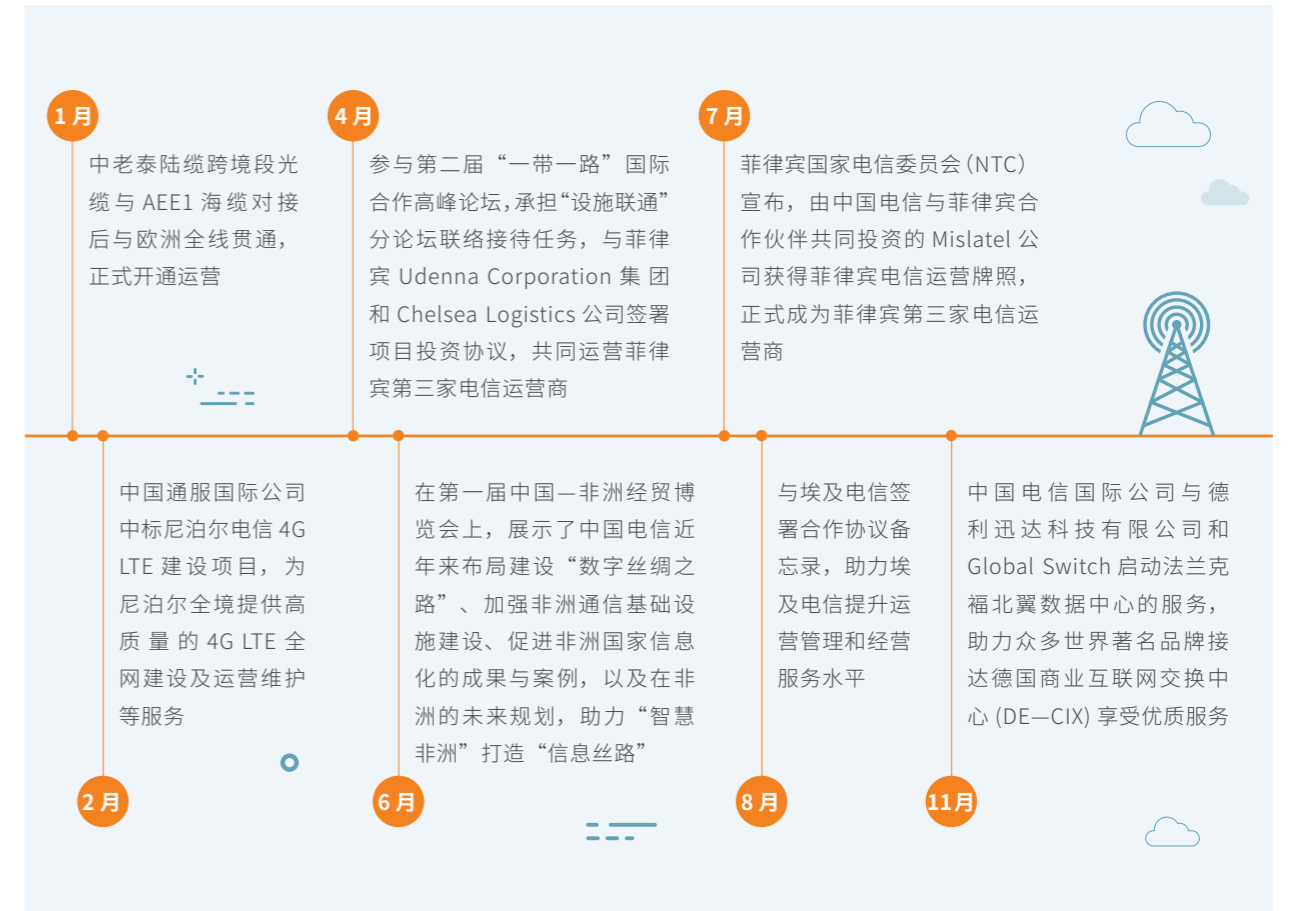 1 月
中老泰陆缆跨境段光
缆与 AEE1 海缆对接
后与欧洲全线贯通，
正式开通运营
4 月
参与第二届“一带一路”国际
合作高峰论坛，承担“设施联通”
分论坛联络接待任务，与菲律
宾 Udenna Corporation 集 团
和 Chelsea Logistics 公司签署
项目投资协议，共同运营菲律
宾第三家电信运营商
7 月
菲律宾国家电信委员会（NTC）
宣布，由中国电信与菲律宾合
作伙伴共同投资的 Mislatel 公
司获得菲律宾电信运营牌照，
正式成为菲律宾第三家电信运
营商
中国通服国际公司
中标尼泊尔电信 4G
LTE 建设项目，为
尼泊尔全境提供高
质 量 的 4G LTE 全
网建设及运营维护
等服务
2 月
在第一届中国—非洲经贸博
览会上，展示了中国电信近
年来布局建设“数字丝绸之
路”、加强非洲通信基础设
施建设、促进非洲国家信息
化的成果与案例，以及在非
洲的未来规划，助力“智慧
非洲”打造“信息丝路”
6 月
与埃及电信签
署合作协议备
忘录，助力埃
及电信提升运
营管理和经营
服务水平
8 月
中国电信国际公司与德
利迅达科技有限公司和
Global Switch 启动法兰克
福北翼数据中心的服务，
助力众多世界著名品牌接
达德国商业互联网交换中
心 (DE—CIX) 享受优质服务
11月